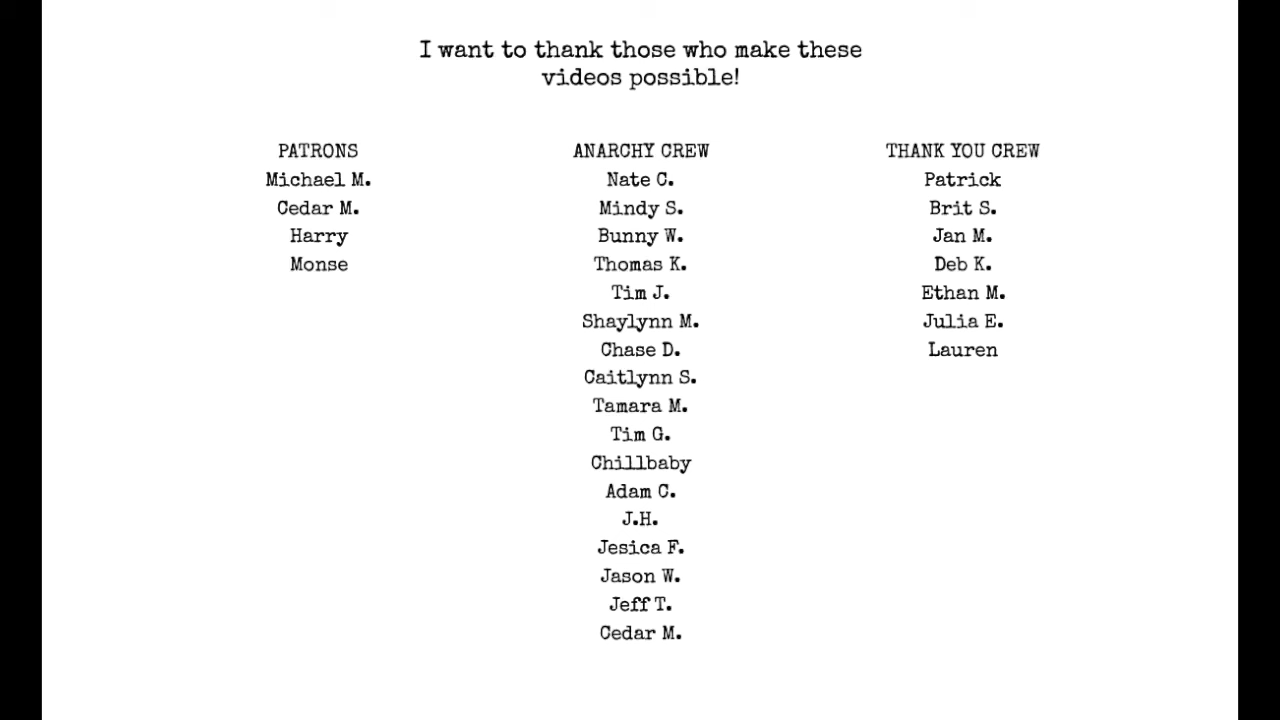 I want to thank those who make these
videos possible!
PATRONS
Michael M.
Cedar M.
Harry
Monse
ANARCHY CREW
Nate C.
Mindy S.
Bunny W.
Thomas K.
Tim J.
Shaylynn M.
Chase D.
Caitlynn S.
Tamara M.
Tim G.
Chillbaby
Adam C.
J.H.
Jesica F.
Jason W.
Jeff T.
Cedar M.
THANK YOU CREW
Patrick
Brit S.
Jan M.
Deb K.
Ethan M.
Julia E.
Lauren